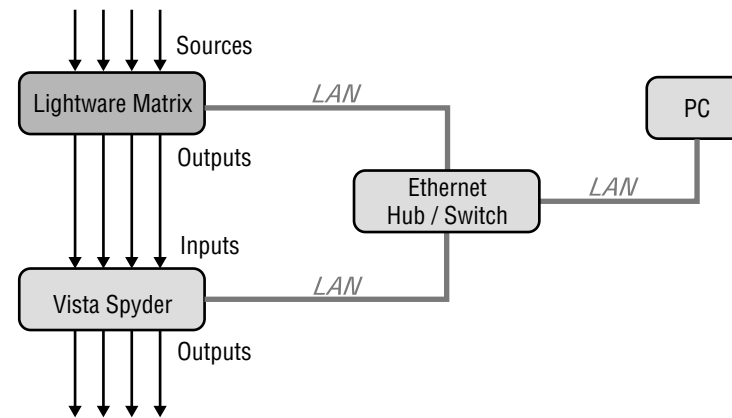 Sources
Lightware Matrix
LAN
PC
Outputs
Ethernet
Hub / Switch
LAN
Inputs
Vista Spyder
LAN
Outputs